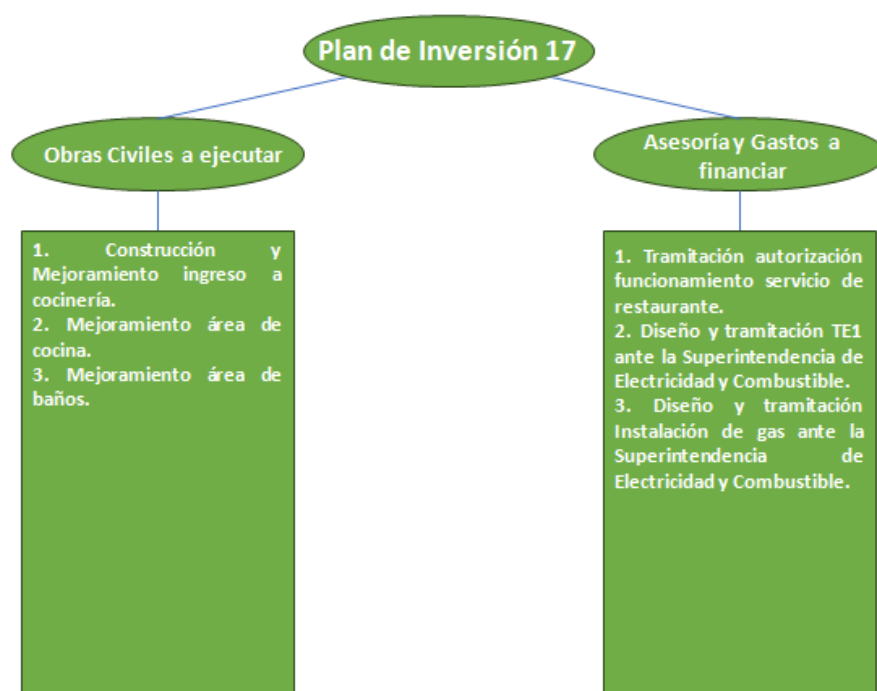 Plan de Inversión 17
Obras Civiles a ejecutar
Asesoría y Gastos a
financiar
1. Construcción y
Mejoramiento ingreso a
cocinería.
2. Mejoramiento área de
cocina.
3. Mejoramiento área de
baños.
1. Tramitación autorización
funcionamiento servicio de
restaurante.
2. Diseño y tramitación TE1
ante la Superintendencia de
Electricidad y Combustible.
3. Diseño y tramitación
Instalación de gas ante la
Superintendencia de
Electricidad y Combustible.